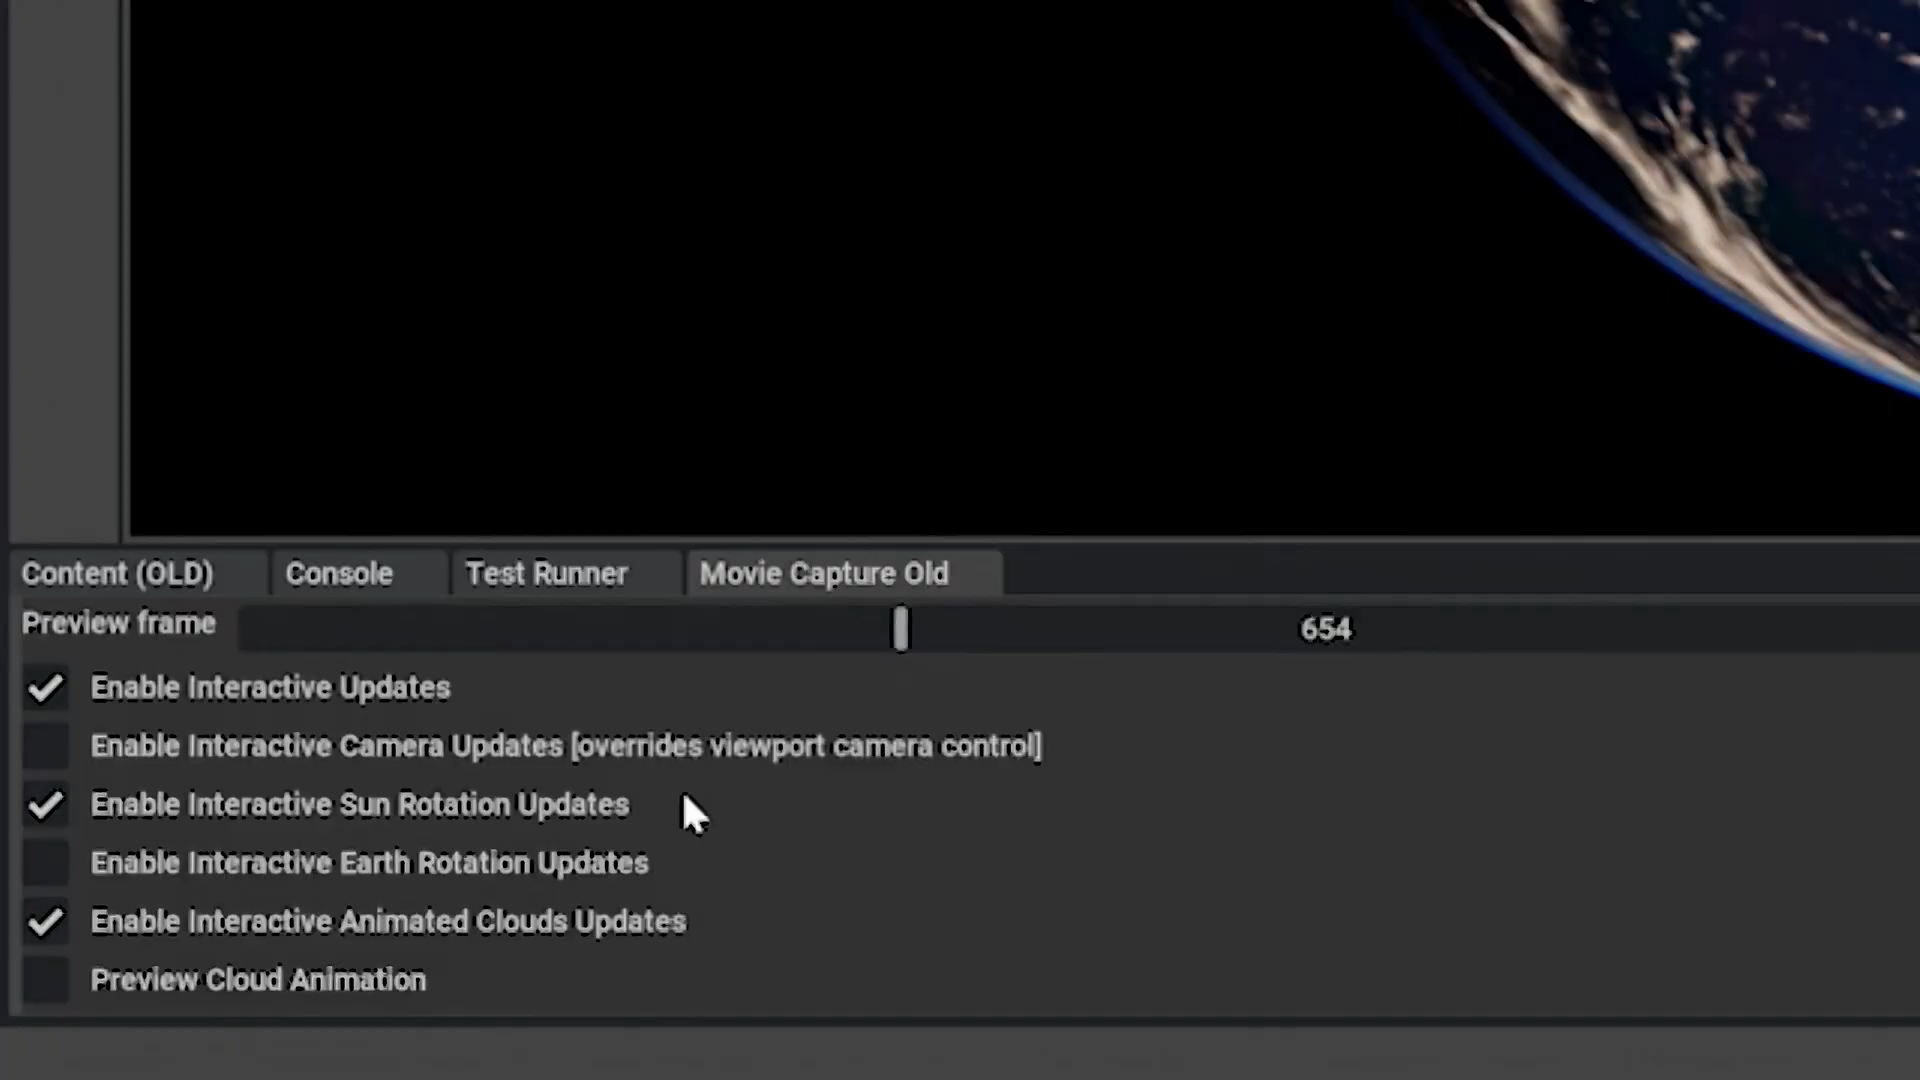 Content (OLD) Console Test Runner Movie Capture Old
Preview frame 654
Enable Interactive Updates
Enable Interactive Camera Updates [overrides viewport camera control]
Enable Interactive Sun Rotation Updates
Enable Interactive Earth Rotation Updates
Enable Interactive Animated Clouds Updates
Preview Cloud Animation